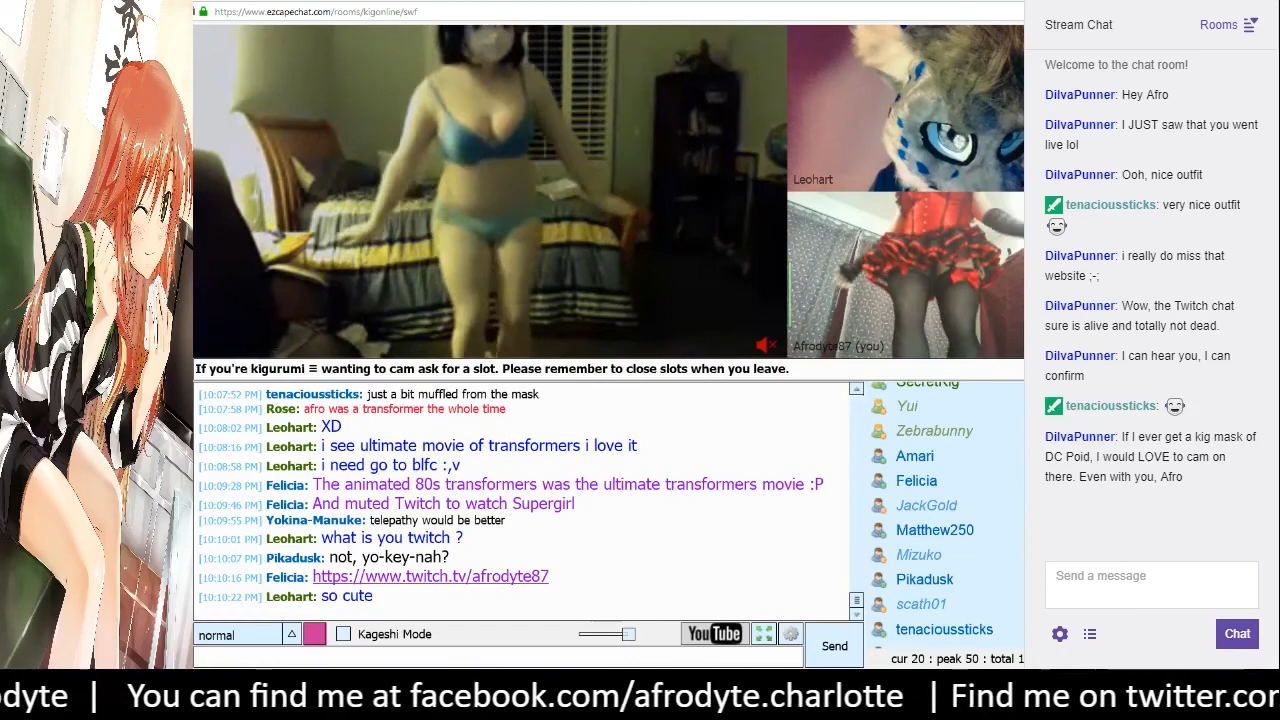 https://www.ezcapechat.com/rooms/kigonline/swf
Leohart
Afrodyte87 (you)
If you're kigurumi ≡ wanting to cam ask for a slot. Please remember to close slots when you leave.
[10:07:52 PM] tenacioussticks: just a bit muffled from the mask
[10:07:58 PM] Rose: afro was a transformer the whole time
[10:08:02 PM] Leohart: XD
[10:08:16 PM] Leohart: i see ultimate movie of transformers i love it
[10:08:58 PM] Leohart: i need go to blfc :,v
[10:09:28 PM] Felicia: The animated 80s transformers was the ultimate transformers movie :P
[10:09:46 PM] Felicia: And muted Twitch to watch Supergirl
[10:09:55 PM] Yokina-Manuke: telepathy would be better
[10:10:01 PM] Leohart: what is you twitch ?
[10:10:07 PM] Pikadusk: not, yo-key-nah?
[10:10:16 PM] Felicia: https://www.twitch.tv/afrodyte87
[10:10:22 PM] Leohart: so cute
SecretKig
Yui
Zebrabunny
Amari
Felicia
JackGold
Matthew250
Mizuko
Pikadusk
scath01
tenacioussticks
normal
Kageshi Mode
YouTube
Send
cur 20 : peak 50 : total 1
Stream Chat
Rooms
Welcome to the chat room!
DilvaPunner: Hey Afro
DilvaPunner: I JUST saw that you went
live lol
DilvaPunner: Ooh, nice outfit
tenacioussticks: very nice outfit
DilvaPunner: i really do miss that
website ;-;
DilvaPunner: Wow, the Twitch chat
sure is alive and totally not dead.
DilvaPunner: I can hear you, I can
confirm
tenacioussticks:
DilvaPunner: If I ever get a kig mask of
DC Poid, I would LOVE to cam on
there. Even with you, Afro
Send a message
Chat
odyte | You can find me at facebook.com/afrodyte.charlotte | Find me on twitter.con